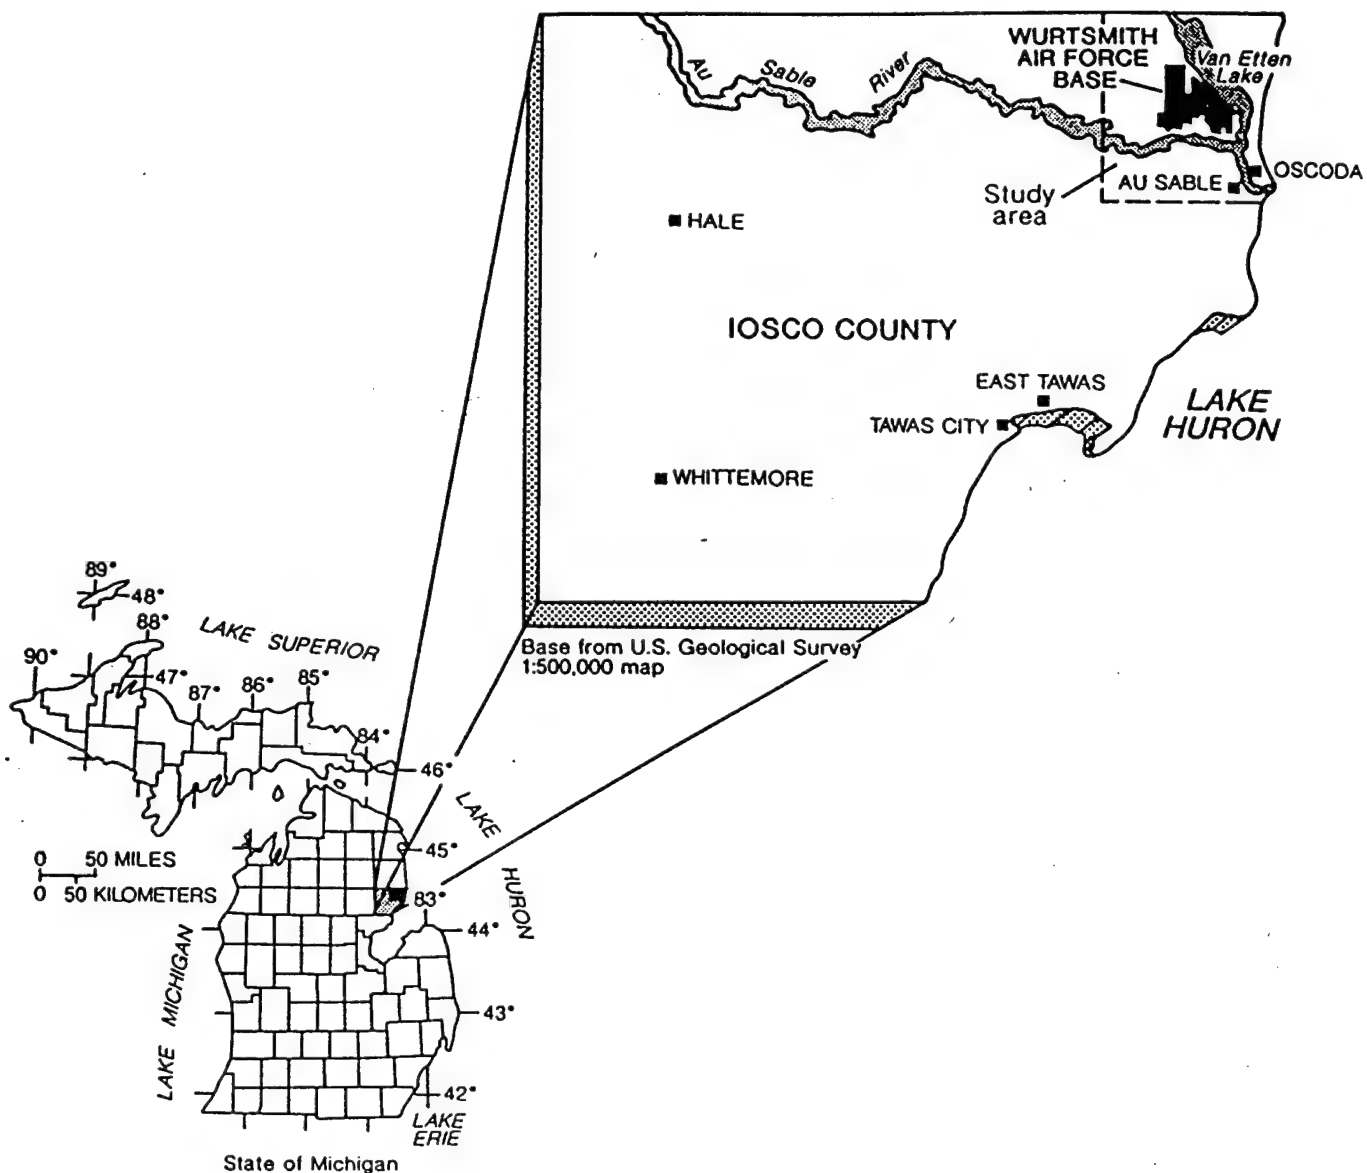 WURTSMITH
AIR FORCE
BASE
Van Etten
Lake
Au Sable River
OSCODA
AU SABLE
Study
area
HALE
IOSCO COUNTY
EAST TAWAS
TAWAS CITY
LAKE
HURON
WHITTEMORE
Base from U.S. Geological Survey
1:500,000 map
89°
48°
88°
LAKE SUPERIOR
90°
47°
87°
86°
85°
84°
46°
LAKE HURON
45°
0 50 MILES
0 50 KILOMETERS
83°
44°
LAKE MICHIGAN
43°
42°
LAKE
ERIE
State of Michigan